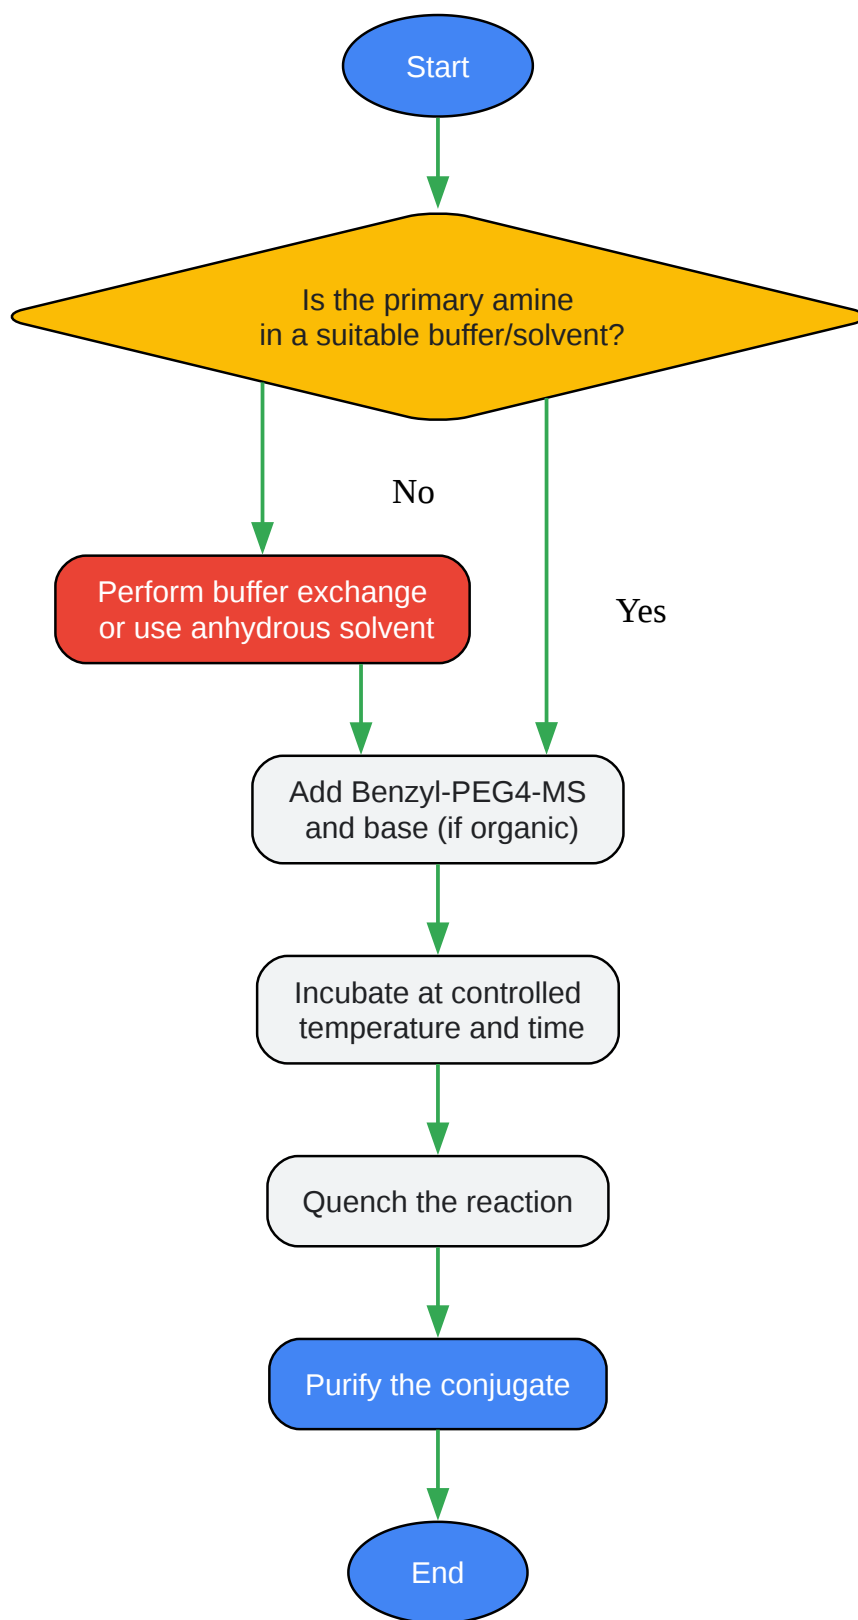 Start
Is the primary amine
in a suitable buffer/solvent?
No
Perform buffer exchange
or use anhydrous solvent
Yes
Add Benzyl-PEG4-MS
and base (if organic)
Incubate at controlled
temperature and time
Quench the reaction
Purify the conjugate
End